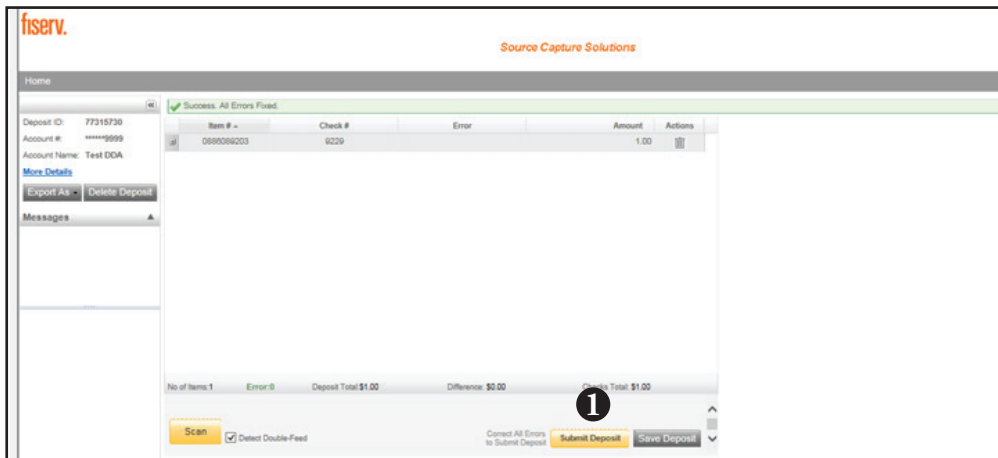 fiserv.
Source Capture Solutions
Home
Success. All Errors Fixed.
Deposit ID: 77315730
Account #: ******9999
Account Name: Test DDA
More Details
Export As Delete Deposit
Messages
Item # Check # Error Amount Actions
0886089203 9229 1.00
No of Items:1 Error:0 Deposit Total:$1.00 Difference: $0.00 Checks Total: $1.00
1
Scan Detect Double-Feed
Correct All Errors
to Submit Deposit
Submit Deposit Save Deposit